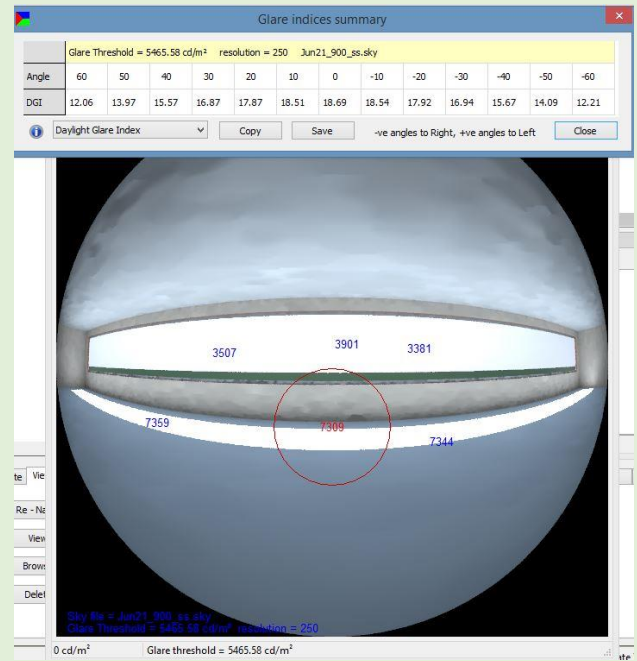 Glare indices summary
Glare Threshold = 5465.58 cd/m² resolution = 250 Jun21_900_ss.sky
Angle 60 50 40 30 20 10 0 -10 -20 -30 -40 -50 -60
DGI 12.06 13.97 15.57 16.87 17.87 18.51 18.69 18.54 17.92 16.94 15.67 14.09 12.21
Daylight Glare Index Copy Save -ve angles to Right, +ve angles to Left Close
3507 3901 3381
7359 7309 7344
te Vie
Re - Na
View
Brows
Delet
Sky file = Jun21_900_ss.sky
Glare Threshold = 5465.58 cd/m² resolution = 250
0 cd/m² Glare threshold = 5465.58 cd/m²
ate